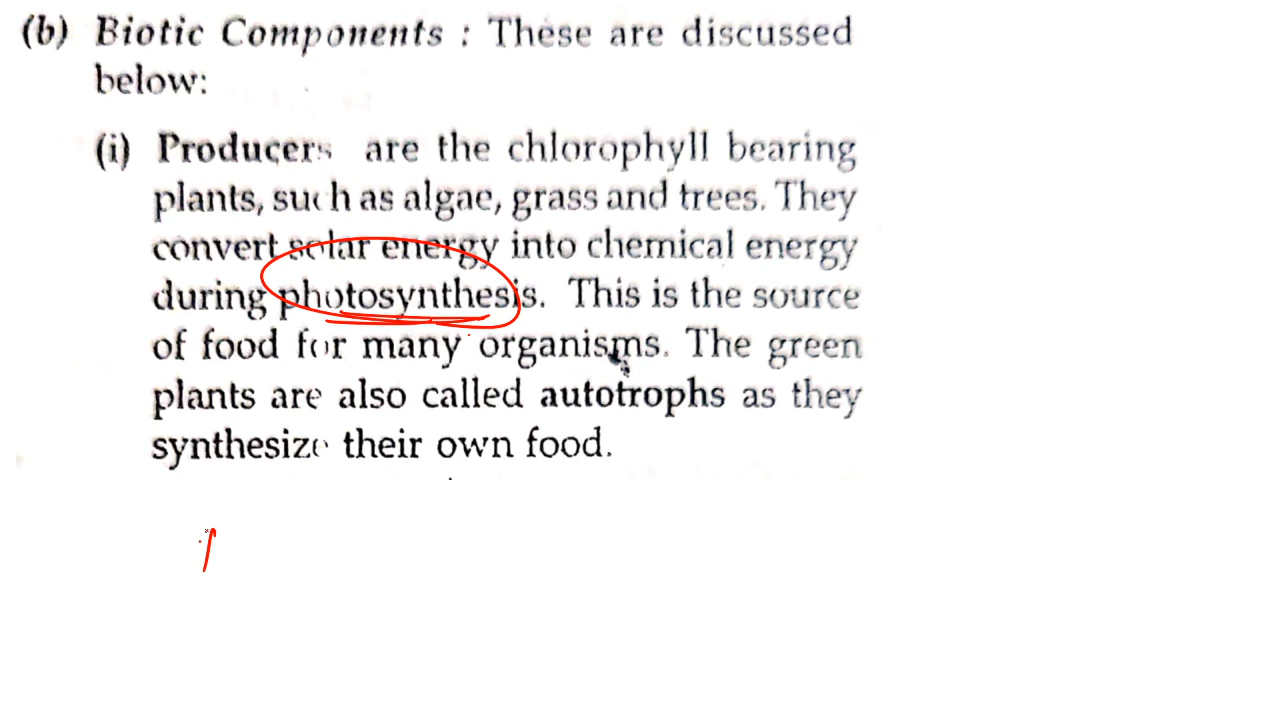 (b) Biotic Components : These are discussed
below:
(i) Producers are the chlorophyll bearing
plants, such as algae, grass and trees. They
convert solar energy into chemical energy
during photosynthesis. This is the source
of food for many organisms. The green
plants are also called autotrophs as they
synthesize their own food.